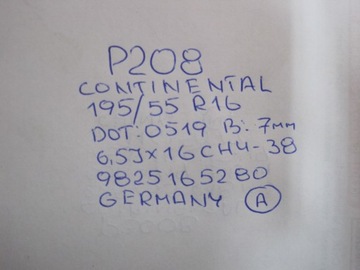 P208
CONTINENTAL
195/55 R16
DOT:0519 B: 7mm
6,5Jx16 CH4-38
9825165280
GERMANY A